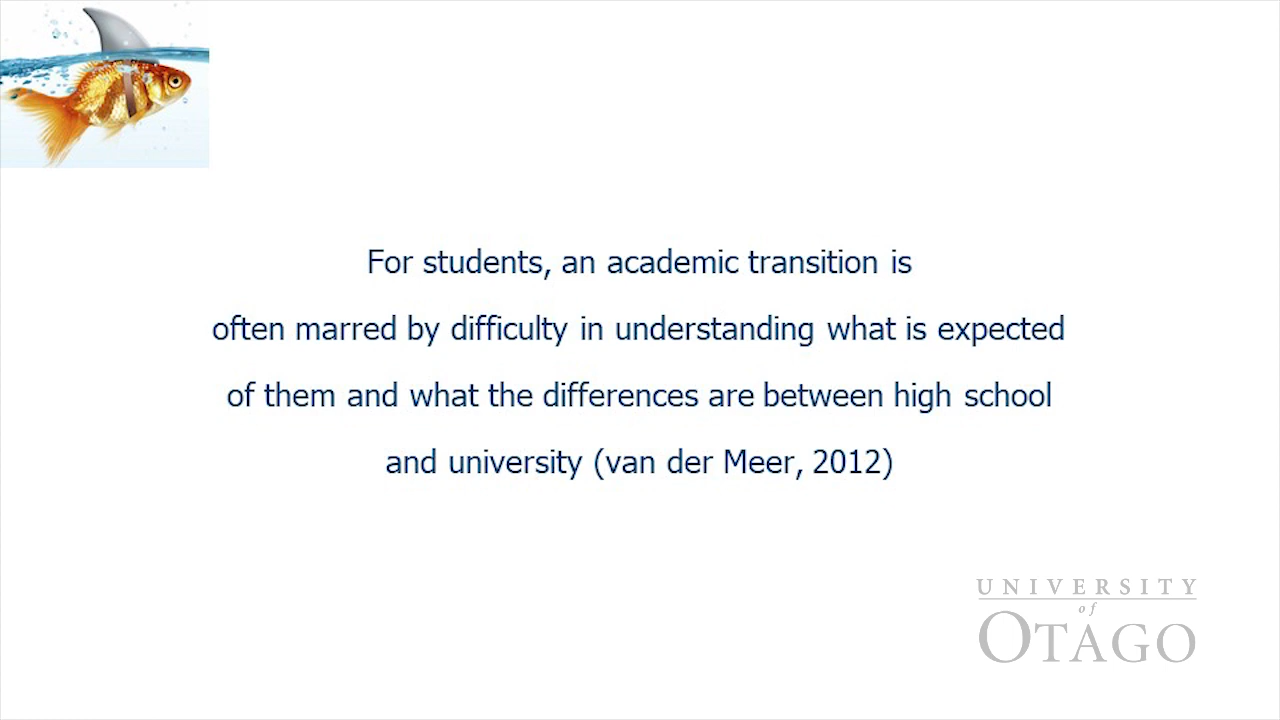 For students, an academic transition is
often marred by difficulty in understanding what is expected
of them and what the differences are between high school
and university (van der Meer, 2012)
UNIVERSITY
of
OTAGO